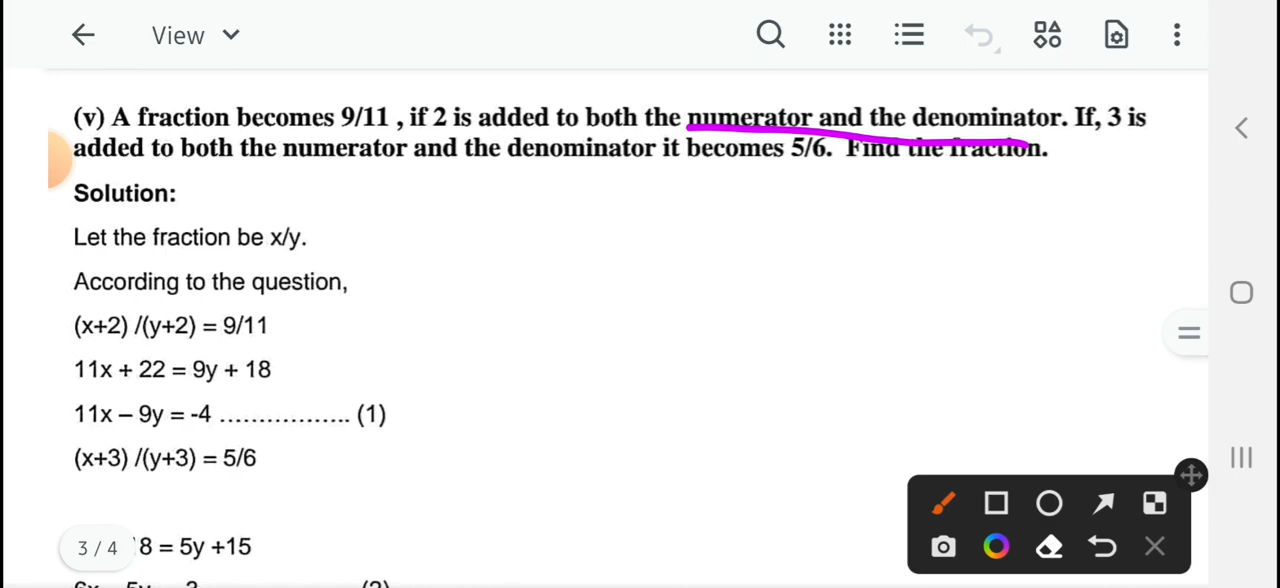 View
(v) A fraction becomes 9/11 , if 2 is added to both the numerator and the denominator. If, 3 is
added to both the numerator and the denominator it becomes 5/6. Find the fraction.
Solution:
Let the fraction be x/y.
According to the question,
(x+2) /(y+2) = 9/11
11x + 22 = 9y + 18
11x – 9y = -4 ................. (1)
(x+3) /(y+3) = 5/6
3 / 4
8 = 5y +15